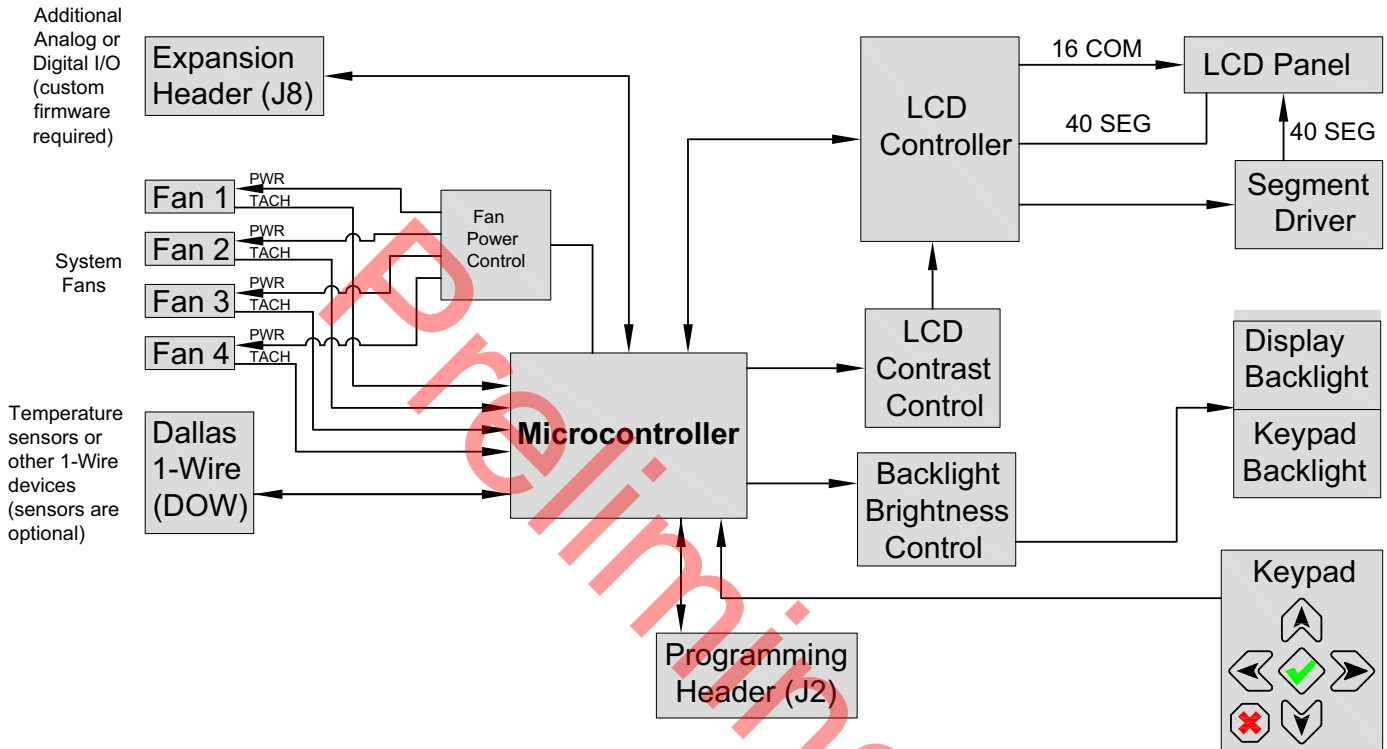 Additional
Analog or
Digital I/O
(custom
firmware
required)
Expansion
Header (J8)
LCD
Controller
16 COM
40 SEG
LCD Panel
40 SEG
Segment
Driver
System
Fans
Fan 1
PWR
TACH
Fan 2
PWR
TACH
Fan 3
PWR
TACH
Fan 4
PWR
TACH
Fan
Power
Control
LCD
Contrast
Control
Display
Backlight
Keypad
Backlight
Temperature
sensors or
other 1-Wire
devices
(sensors are
optional)
Dallas
1-Wire
(DOW)
Microcontroller
Backlight
Brightness
Control
Programming
Header (J2)
Keypad